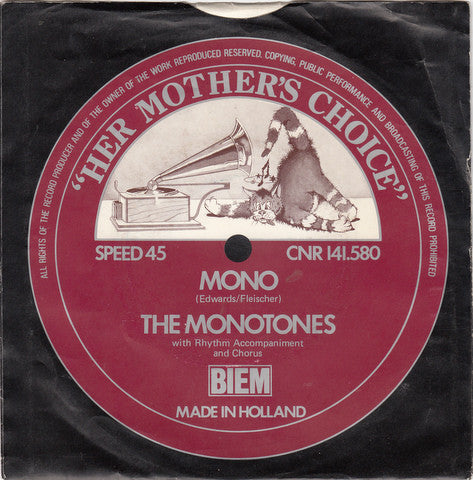 ALL RIGHTS OF THE RECORD PRODUCER AND OF THE OWNER OF THE WORK REPRODUCED RESERVED. COPYING, PUBLIC PERFORMANCE AND BROADCASTING OF THIS RECORD PROHIBITED
"HER MOTHER'S CHOICE"
SPEED 45 CNR 141.580
MONO
(Edwards/Fleischer)
THE MONOTONES
with Rhythm Accompaniment
and Chorus
BIEM
MADE IN HOLLAND